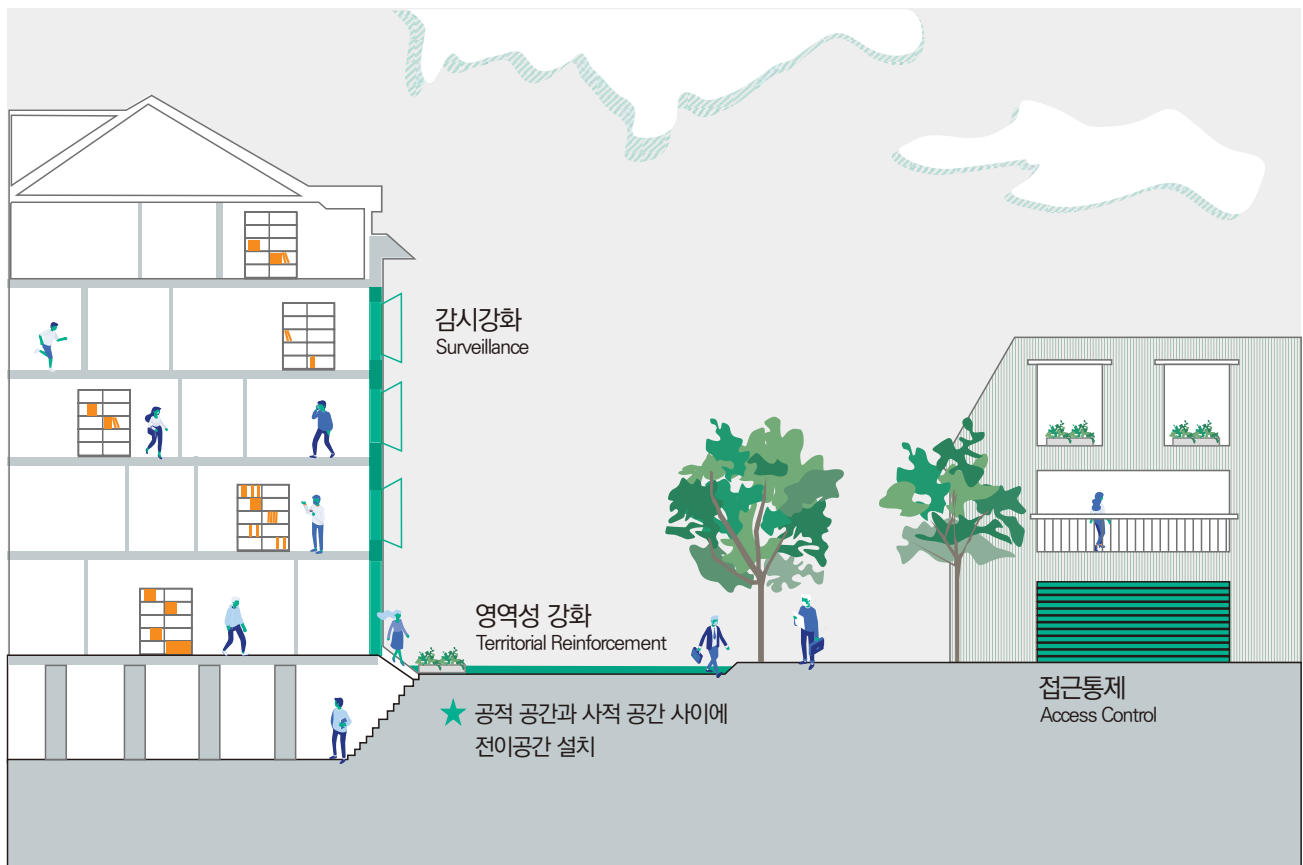 감시강화
Surveillance
영역성 강화
Territorial Reinforcement
★ 공적 공간과 사적 공간 사이에
전이공간 설치
접근통제
Access Control